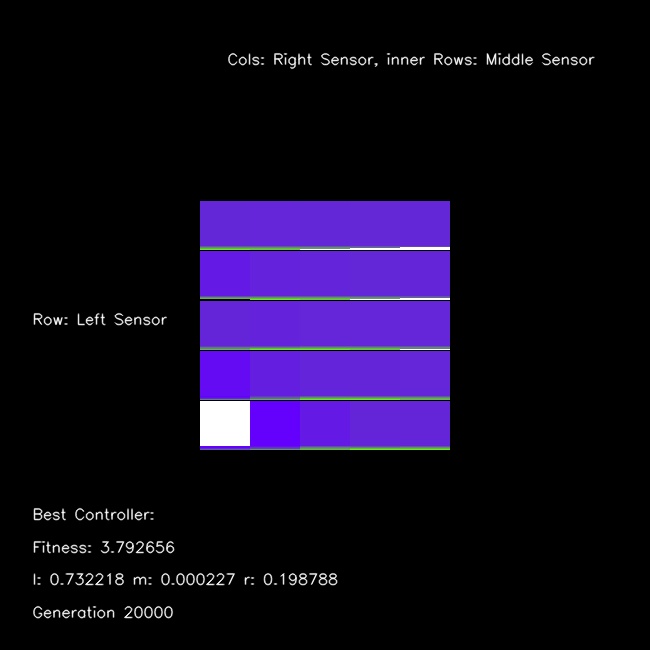 Cols: Right Sensor, inner Rows: Middle Sensor
Row: Left Sensor
Best Controller:
Fitness: 3.792656
l: 0.732218 m: 0.000227 r: 0.198788
Generation 20000